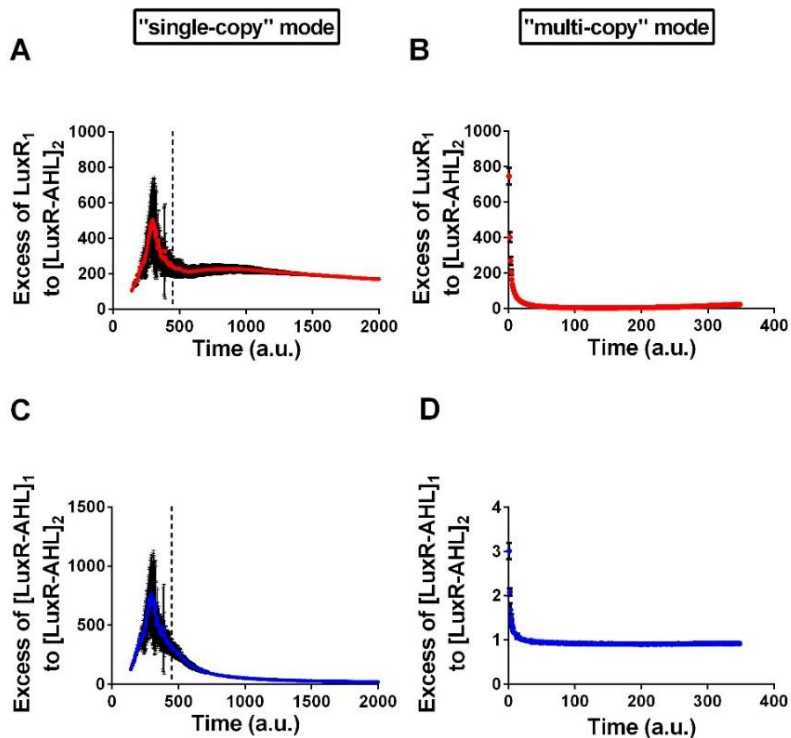 "single-copy" mode
"multi-copy" mode
A
Excess of LuxR₁
to [LuxR-AHL]₂
1000
800
600
400
200
0
0 500 1000 1500 2000
Time (a.u.)
B
Excess of LuxR₁
to [LuxR-AHL]₂
1000
800
600
400
200
0
0 100 200 300 400
Time (a.u.)
C
Excess of [LuxR-AHL]₁
to [LuxR-AHL]₂
1500
1000
500
0
0 500 1000 1500 2000
Time (a.u.)
D
Excess of [LuxR-AHL]₁
to [LuxR-AHL]₂
4
3
2
1
0
0 100 200 300 400
Time (a.u.)